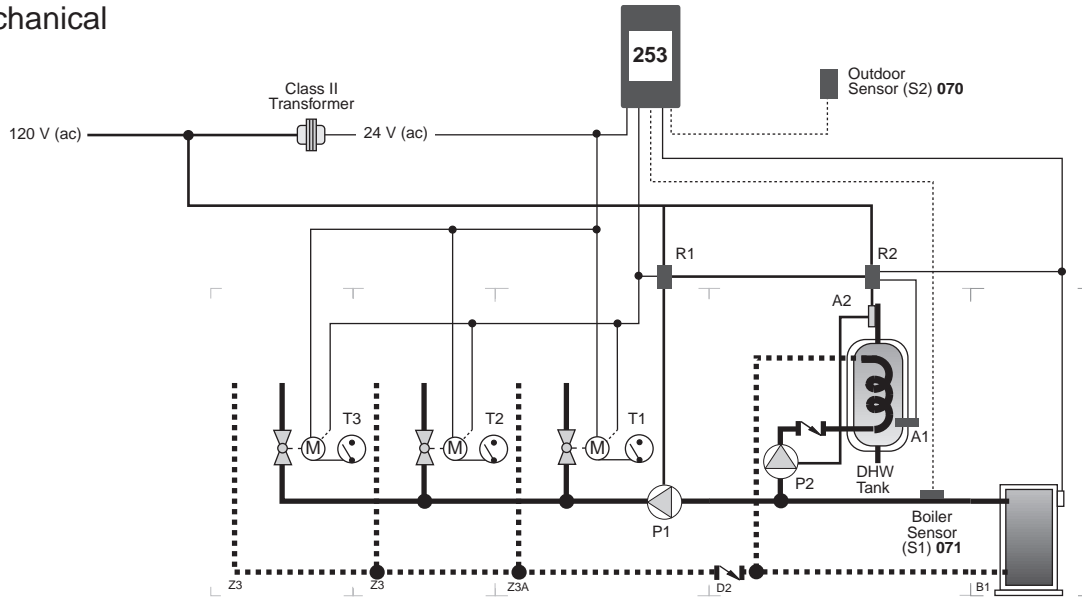 chanical
253
Outdoor
Sensor (S2) 070
Class II
Transformer
120 V (ac)
24 V (ac)
R1
R2
A2
T3
T2
T1
M
M
M
A1
P2
DHW
Tank
P1
Boiler
Sensor
(S1) 071
Z3
Z3
Z3A
D2
B1